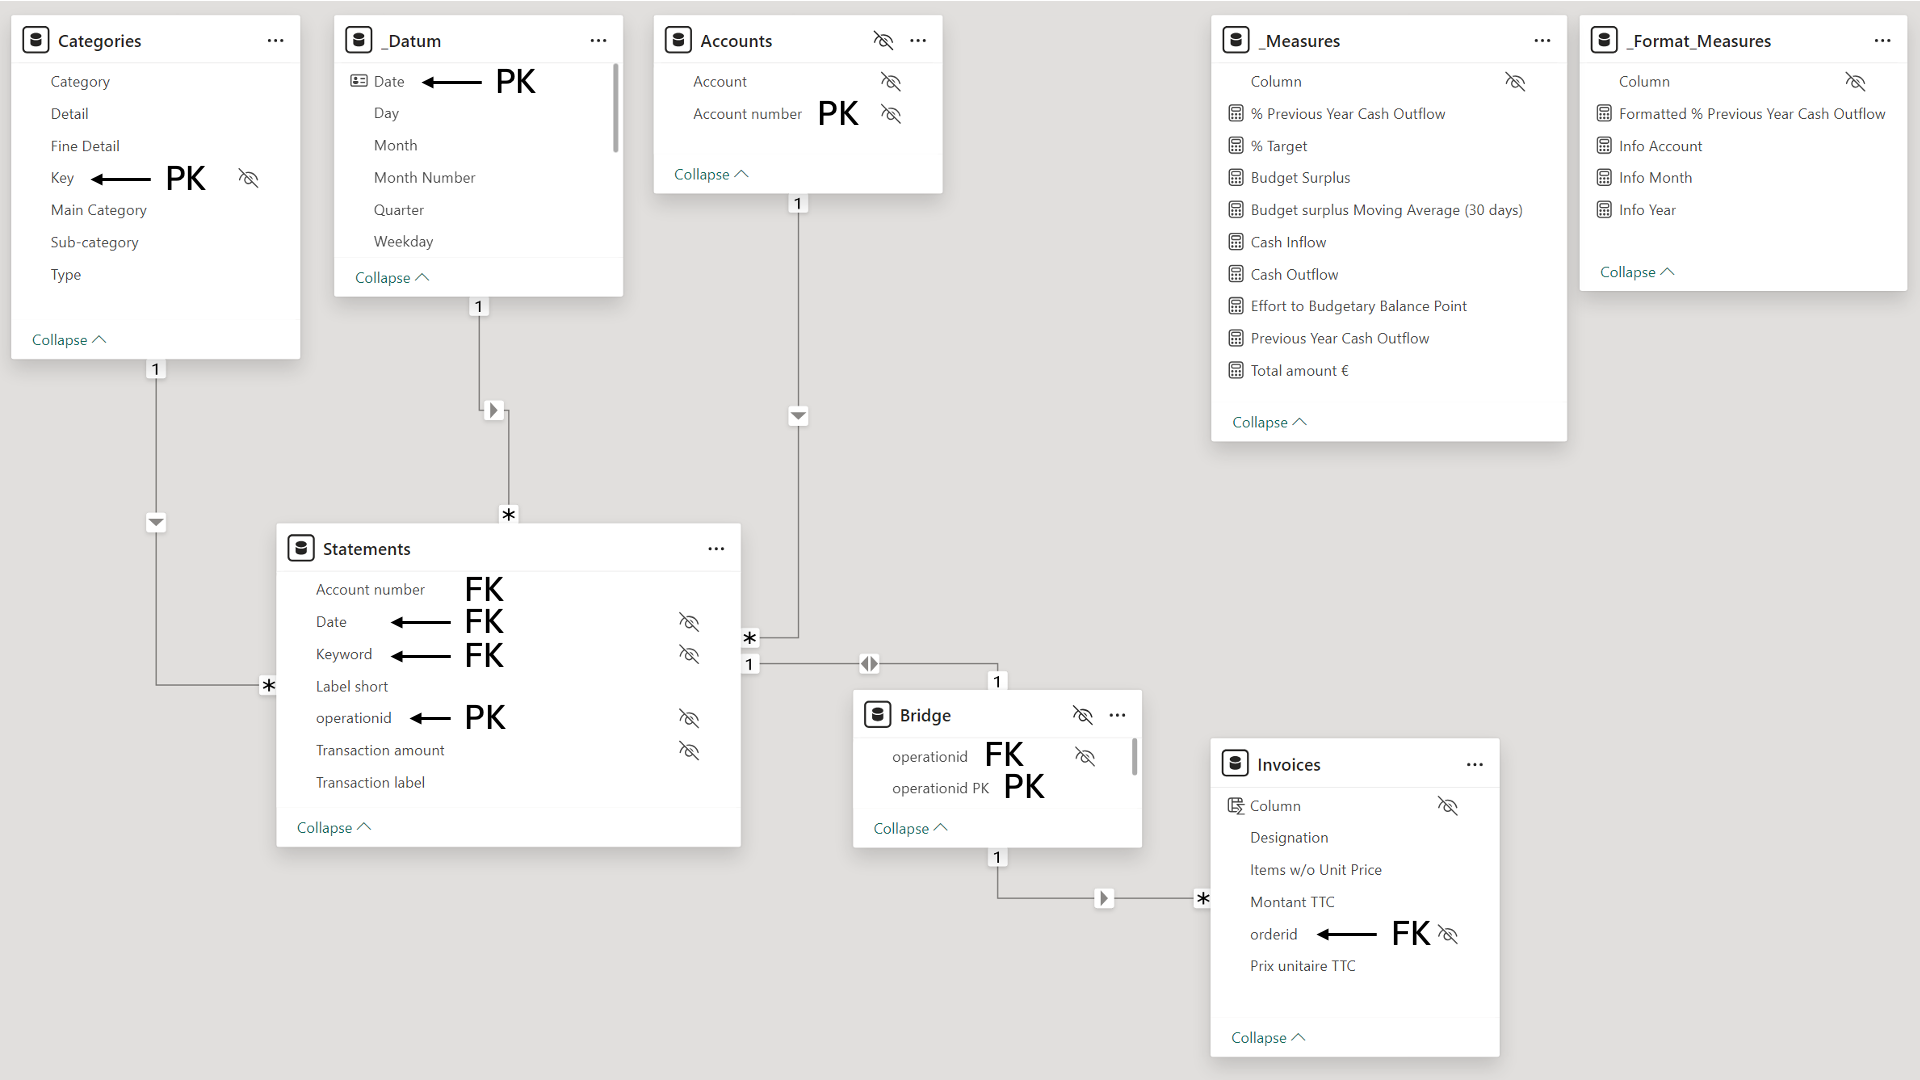 Categories
Category
Detail
Fine Detail
Key PK
Main Category
Sub-category
Type
Collapse
1
_Datum
Date PK
Day
Month
Month Number
Quarter
Weekday
Collapse
1
*
Accounts
Account
Account number PK
Collapse
1
_Measures
Column
% Previous Year Cash Outflow
% Target
Budget Surplus
Budget surplus Moving Average (30 days)
Cash Inflow
Cash Outflow
Effort to Budgetary Balance Point
Previous Year Cash Outflow
Total amount €
Collapse
_Format_Measures
Column
Formatted % Previous Year Cash Outflow
Info Account
Info Month
Info Year
Collapse
Statements
Account number FK
Date FK
Keyword FK
Label short
operationid PK
Transaction amount
Transaction label
Collapse
*
*
1
1
Bridge
operationid FK
operationid PK PK
Collapse
1
*
Invoices
Column
Designation
Items w/o Unit Price
Montant TTC
orderid FK
Prix unitaire TTC
Collapse